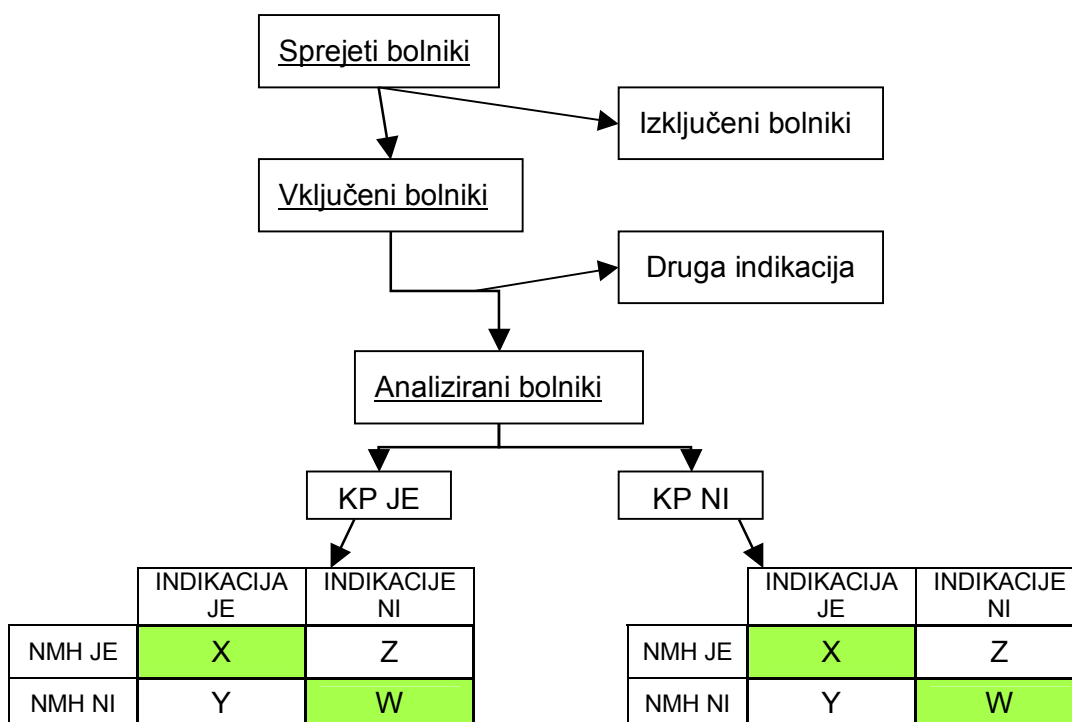 Sprejeti bolniki
Izključeni bolniki
Vključeni bolniki
Druga indikacija
Analizirani bolniki
KP JE
KP NI
INDIKACIJA
JE
INDIKACIJE
NI
NMH JE
X
Z
NMH NI
Y
W
INDIKACIJA
JE
INDIKACIJE
NI
NMH JE
X
Z
NMH NI
Y
W